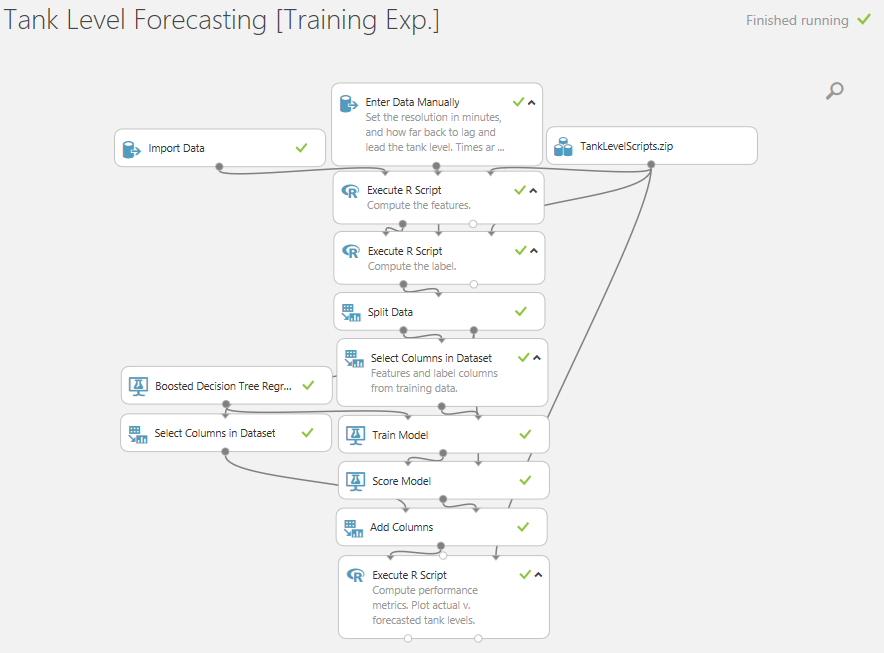 Tank Level Forecasting [Training Exp.]
Finished running
Enter Data Manually
Set the resolution in minutes,
and how far back to lag and
lead the tank level. Times ar ...
Import Data
TankLevelScripts.zip
Execute R Script
Compute the features.
Execute R Script
Compute the label.
Split Data
Select Columns in Dataset
Features and label columns
from training data.
Boosted Decision Tree Regr...
Select Columns in Dataset
Train Model
Score Model
Add Columns
Execute R Script
Compute performance
metrics. Plot actual v.
forecasted tank levels.